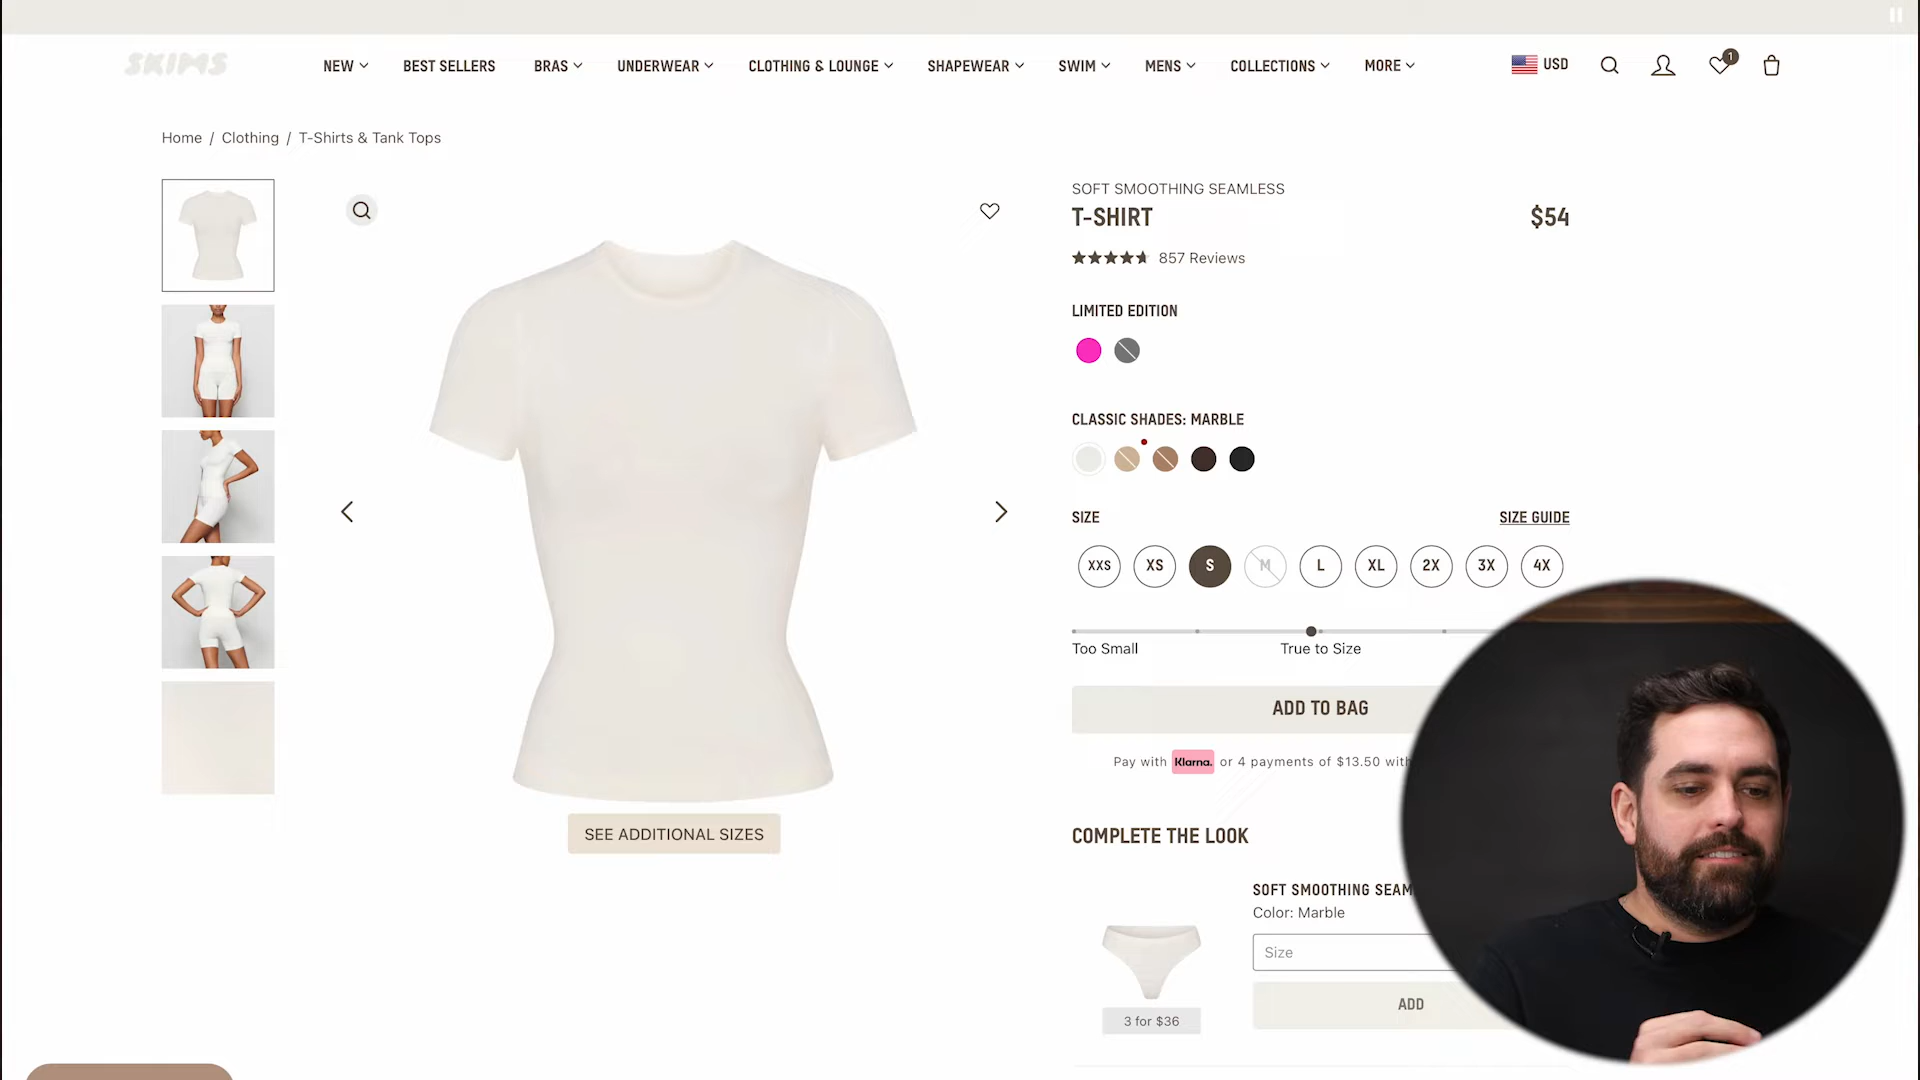 SKIMS
NEW
BEST SELLERS
BRAS
UNDERWEAR
CLOTHING & LOUNGE
SHAPEWEAR
SWIM
MENS
COLLECTIONS
MORE
USD
1
Home / Clothing / T-Shirts & Tank Tops
SOFT SMOOTHING SEAMLESS
T-SHIRT
$54
857 Reviews
LIMITED EDITION
CLASSIC SHADES: MARBLE
SIZE
SIZE GUIDE
XXS XS S M L XL 2X 3X 4X
Too Small
True to Size
ADD TO BAG
Pay with Klarna. or 4 payments of $13.50 with
SEE ADDITIONAL SIZES
COMPLETE THE LOOK
SOFT SMOOTHING SEAM
Color: Marble
Size
3 for $36
ADD